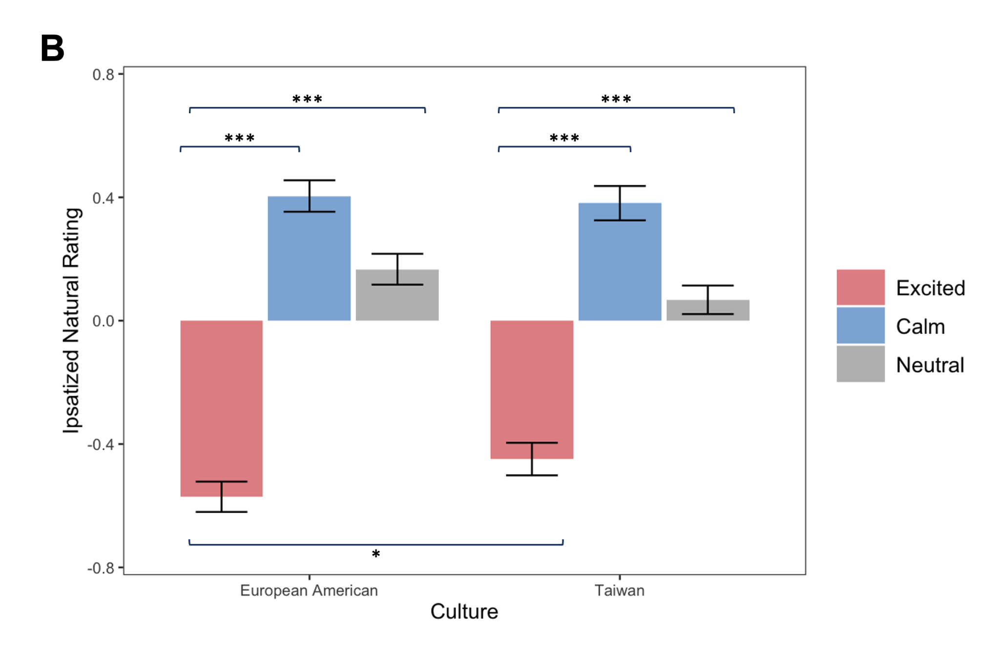 B
0.8
***
***
***
***
0.4
0.0
-0.4
-0.8
*
Ipsatized Natural Rating
European American
Taiwan
Culture
Excited
Calm
Neutral